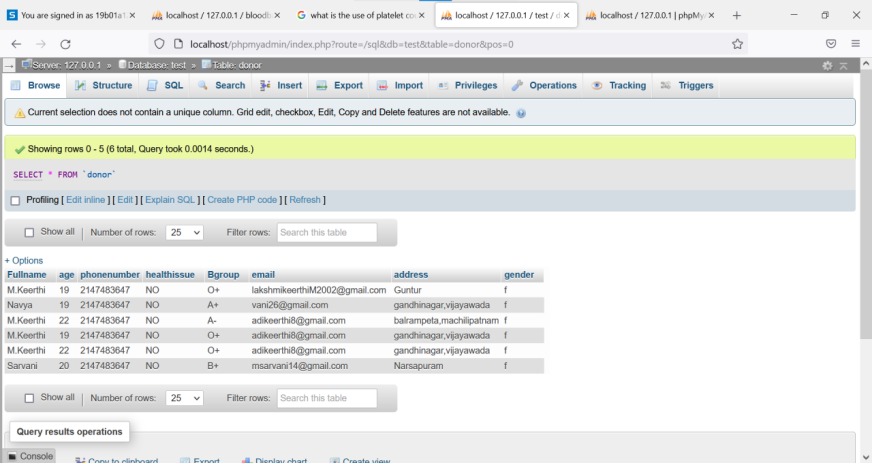 You are signed in as 19b01a1
localhost / 127.0.0.1 / bloodb
what is the use of platelet co
localhost / 127.0.0.1 / test / d
localhost / 127.0.0.1 | phpMy
localhost/phpmyadmin/index.php?route=/sql&db=test&table=donor&pos=0
Server: 127.0.0.1 » Database: test » Table: donor
Browse Structure SQL Search Insert Export Import Privileges Operations Tracking Triggers
Current selection does not contain a unique column. Grid edit, checkbox, Edit, Copy and Delete features are not available.
Showing rows 0 - 5 (6 total, Query took 0.0014 seconds.)
SELECT * FROM `donor`
Profiling [ Edit inline ] [ Edit ] [ Explain SQL ] [ Create PHP code ] [ Refresh ]
Show all | Number of rows: 25 Filter rows: Search this table
+ Options
Fullname age phonenumber healthissue Bgroup email address gender
M.Keerthi 19 2147483647 NO O+ lakshmikeerthiM2002@gmail.com Guntur f
Navya 19 2147483647 NO A+ vani26@gmail.com gandhinagar,vijayawada f
M.Keerthi 22 2147483647 NO A- adikeerthi8@gmail.com balrampeta,machilipatnam f
M.Keerthi 19 2147483647 NO O+ adikeerthi8@gmail.com gandhinagar,vijayawada f
M.Keerthi 22 2147483647 NO O+ adikeerthi8@gmail.com gandhinagar,vijayawada f
Sarvani 20 2147483647 NO B+ msarvani14@gmail.com Narsapuram f
Show all | Number of rows: 25 Filter rows: Search this table
Query results operations
Console Copy to clipboard Export Display chart Create view